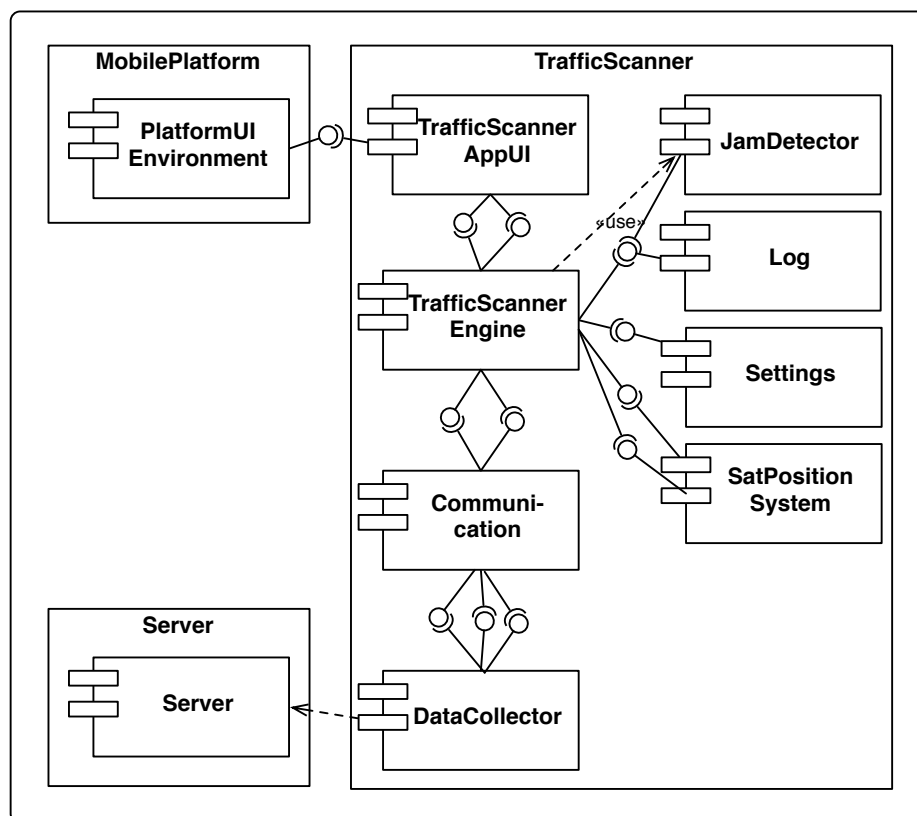 MobilePlatform
PlatformUI
Environment
TrafficScanner
TrafficScanner
AppUI
JamDetector
«use»
Log
TrafficScanner
Engine
Settings
SatPosition
System
Communi-
cation
Server
Server
DataCollector